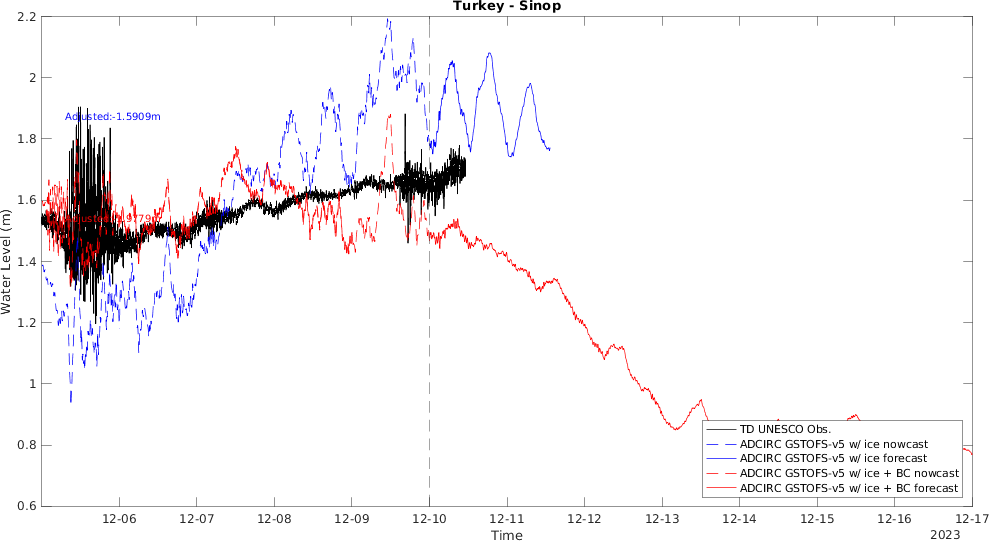 Turkey - Sinop
Water Level (m)
2.2
2
1.8
1.6
1.4
1.2
1
0.8
0.6
Adjusted:-1.5909m
12-06
12-07
12-08
12-09
12-10
12-11
12-12
12-13
12-14
12-15
12-16
12-17
Time
2023
TD UNESCO Obs.
ADCIRC GSTOFS-v5 w/ ice nowcast
ADCIRC GSTOFS-v5 w/ ice forecast
ADCIRC GSTOFS-v5 w/ ice + BC nowcast
ADCIRC GSTOFS-v5 w/ ice + BC forecast